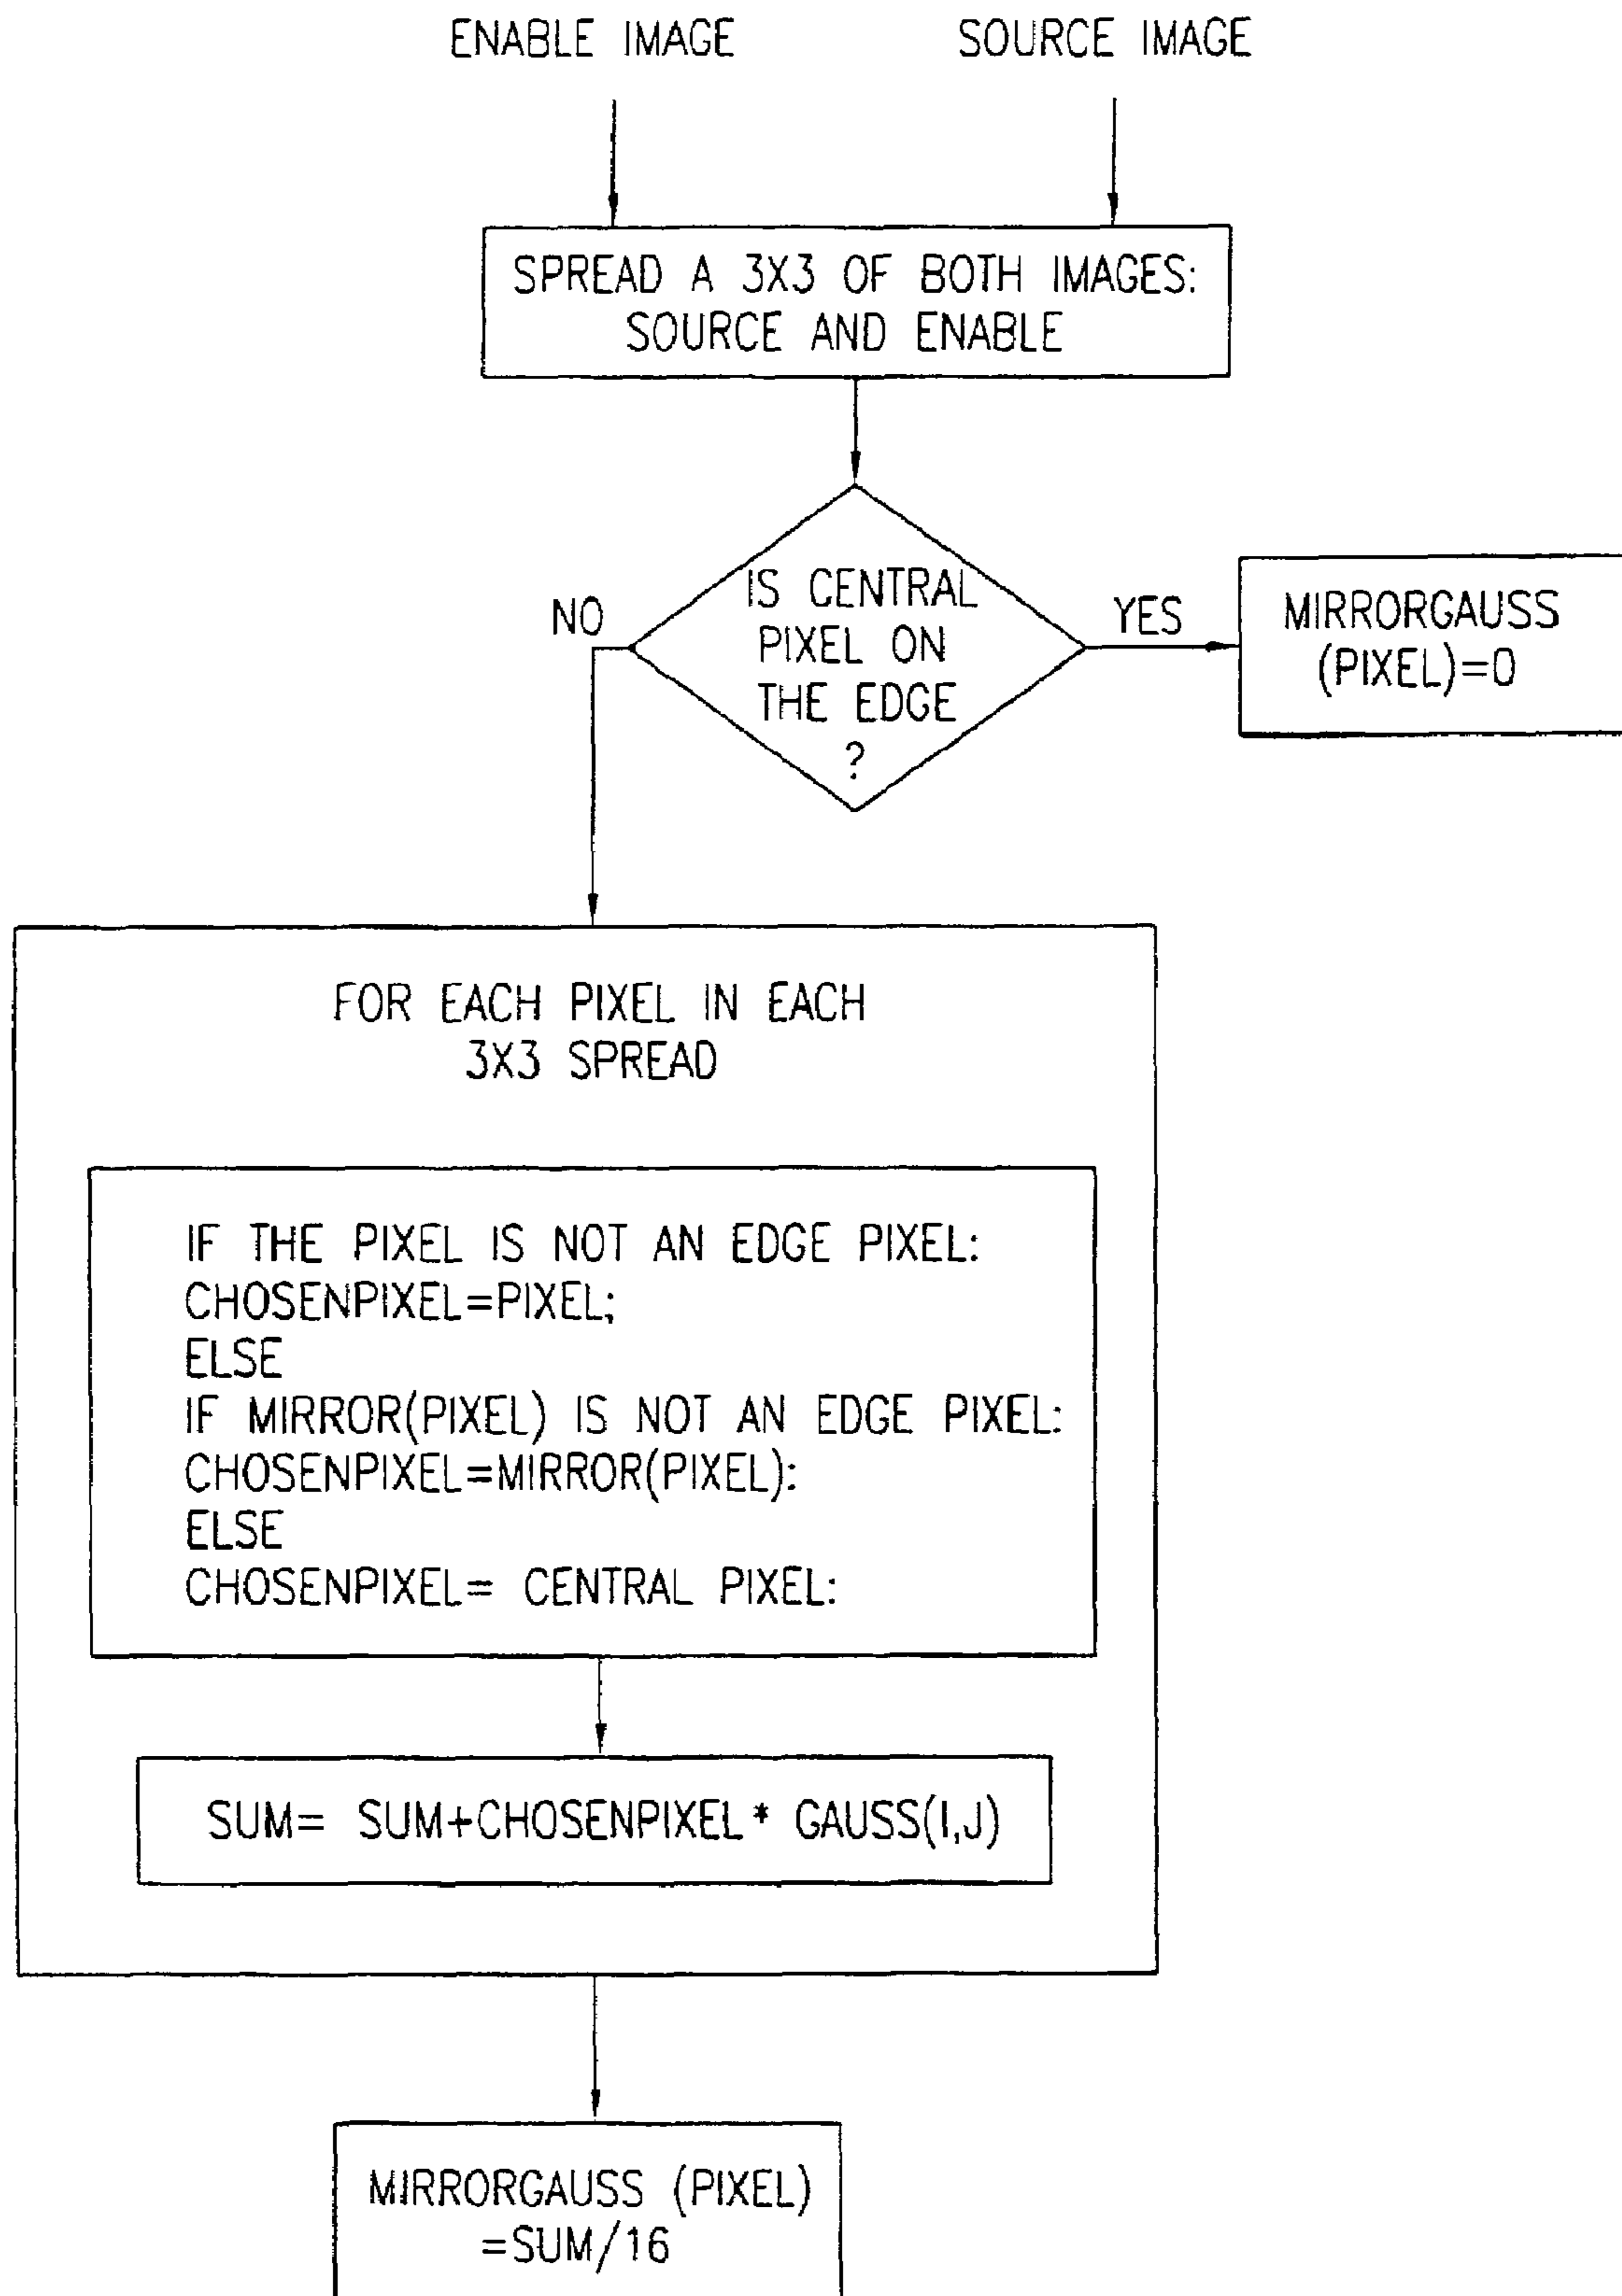 ENABLE IMAGE
SOURCE IMAGE
SPREAD A 3X3 OF BOTH IMAGES:
SOURCE AND ENABLE
IS CENTRAL
PIXEL ON
THE EDGE
?
NO
YES
MIRRORGAUSS
(PIXEL)=0
FOR EACH PIXEL IN EACH
3X3 SPREAD
IF THE PIXEL IS NOT AN EDGE PIXEL:
CHOSENPIXEL=PIXEL;
ELSE
IF MIRROR(PIXEL) IS NOT AN EDGE PIXEL:
CHOSENPIXEL=MIRROR(PIXEL):
ELSE
CHOSENPIXEL= CENTRAL PIXEL:
SUM= SUM+CHOSENPIXEL* GAUSS(I,J)
MIRRORGAUSS (PIXEL)
=SUM/16